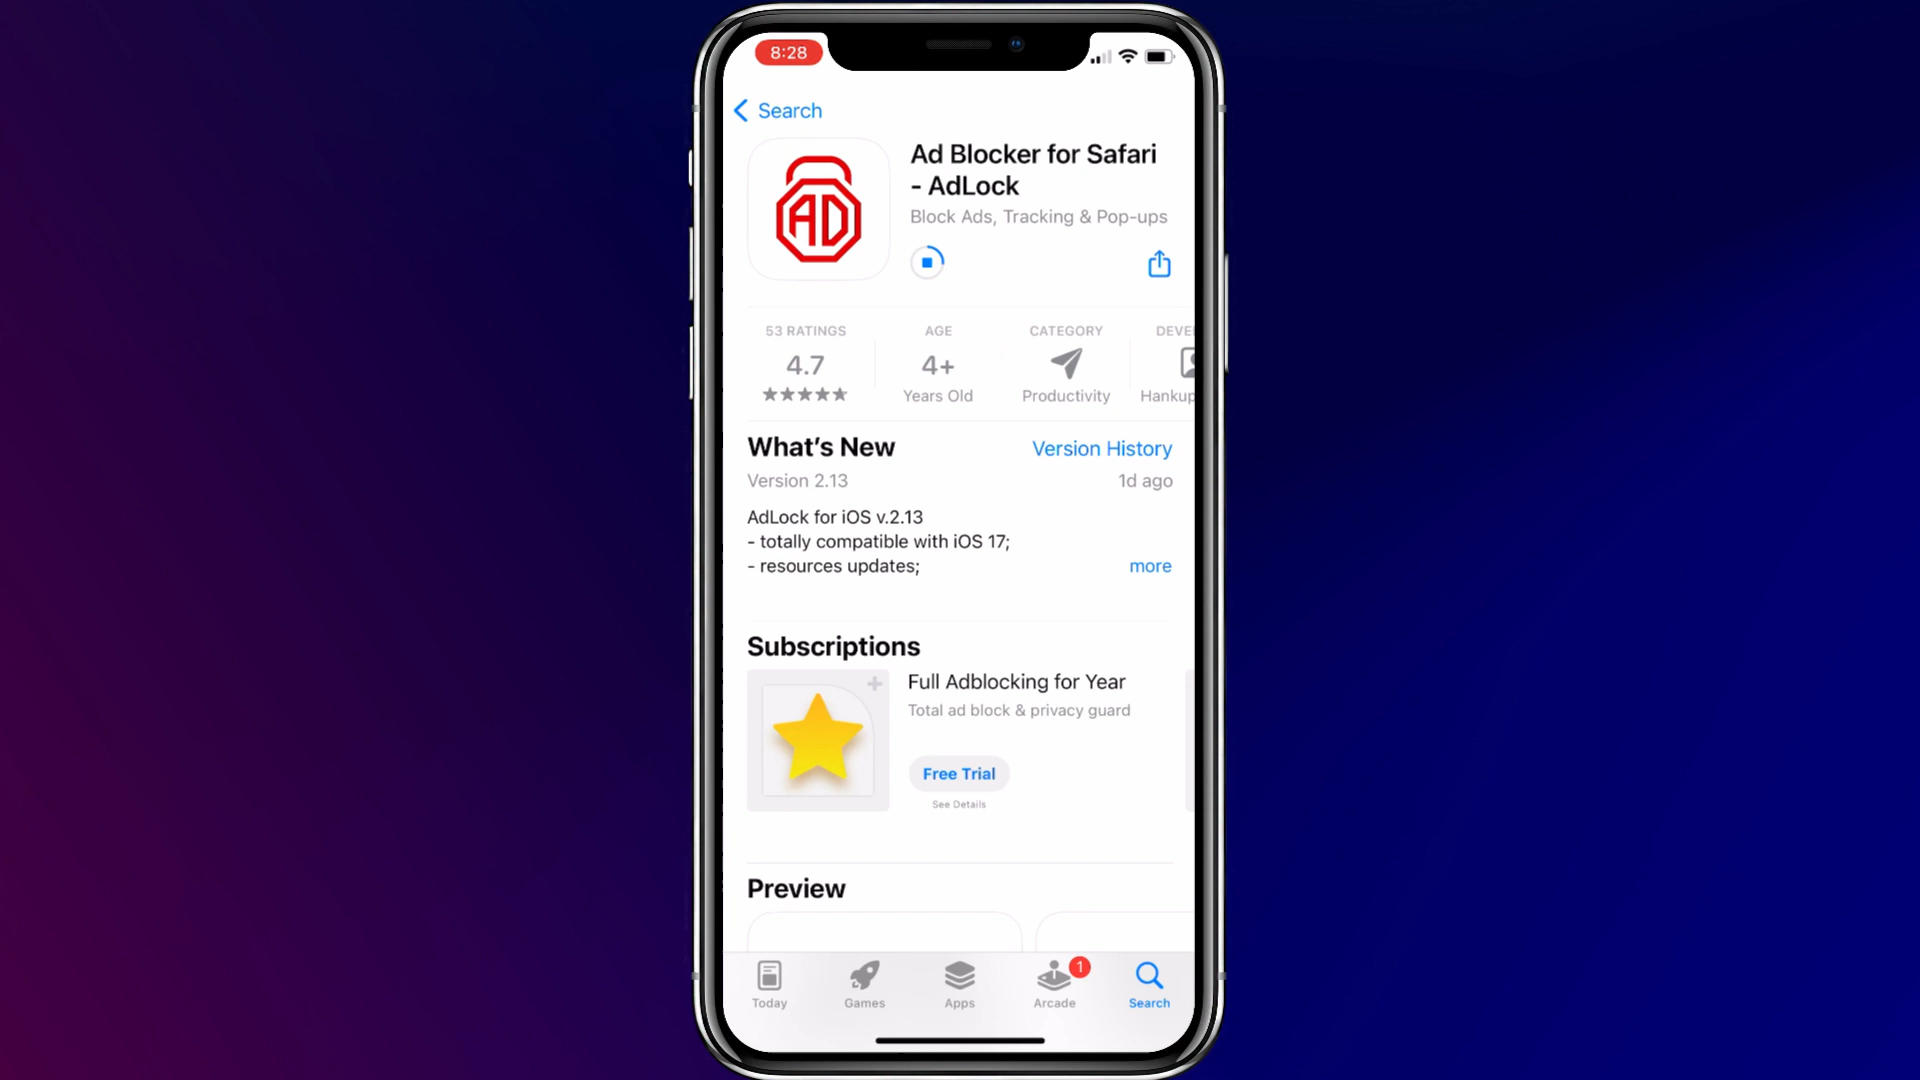 8:28
Search
AD
Ad Blocker for Safari
- AdLock
Block Ads, Tracking & Pop-ups
53 RATINGS
AGE
CATEGORY
DEVE
4.7
4+
Years Old
Productivity
Hankup
What’s New
Version History
Version 2.13
1d ago
AdLock for iOS v.2.13
- totally compatible with iOS 17;
- resources updates;
more
Subscriptions
Full Adblocking for Year
Total ad block & privacy guard
Free Trial
See Details
Preview
1
Today
Games
Apps
Arcade
Search